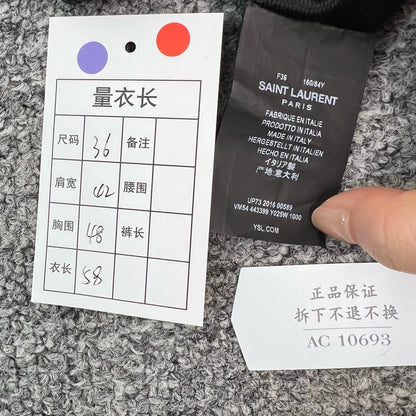 量衣长
尺码 36 备注
肩宽 42 腰围
胸围 48 裤长
衣长 58
F36 160/84Y
SAINT LAURENT
PARIS
FABRIQUE EN ITALIE
PRODOTTO IN ITALIA
MADE IN ITALY
HERGESTELLT IN ITALIEN
HECHO EN ITALIA
イタリア製
产地:意大利
UP73 2016 00589
VM54 443398 Y02SW 1000
YSL.COM
正品保证
拆下不退不换
AC 10693